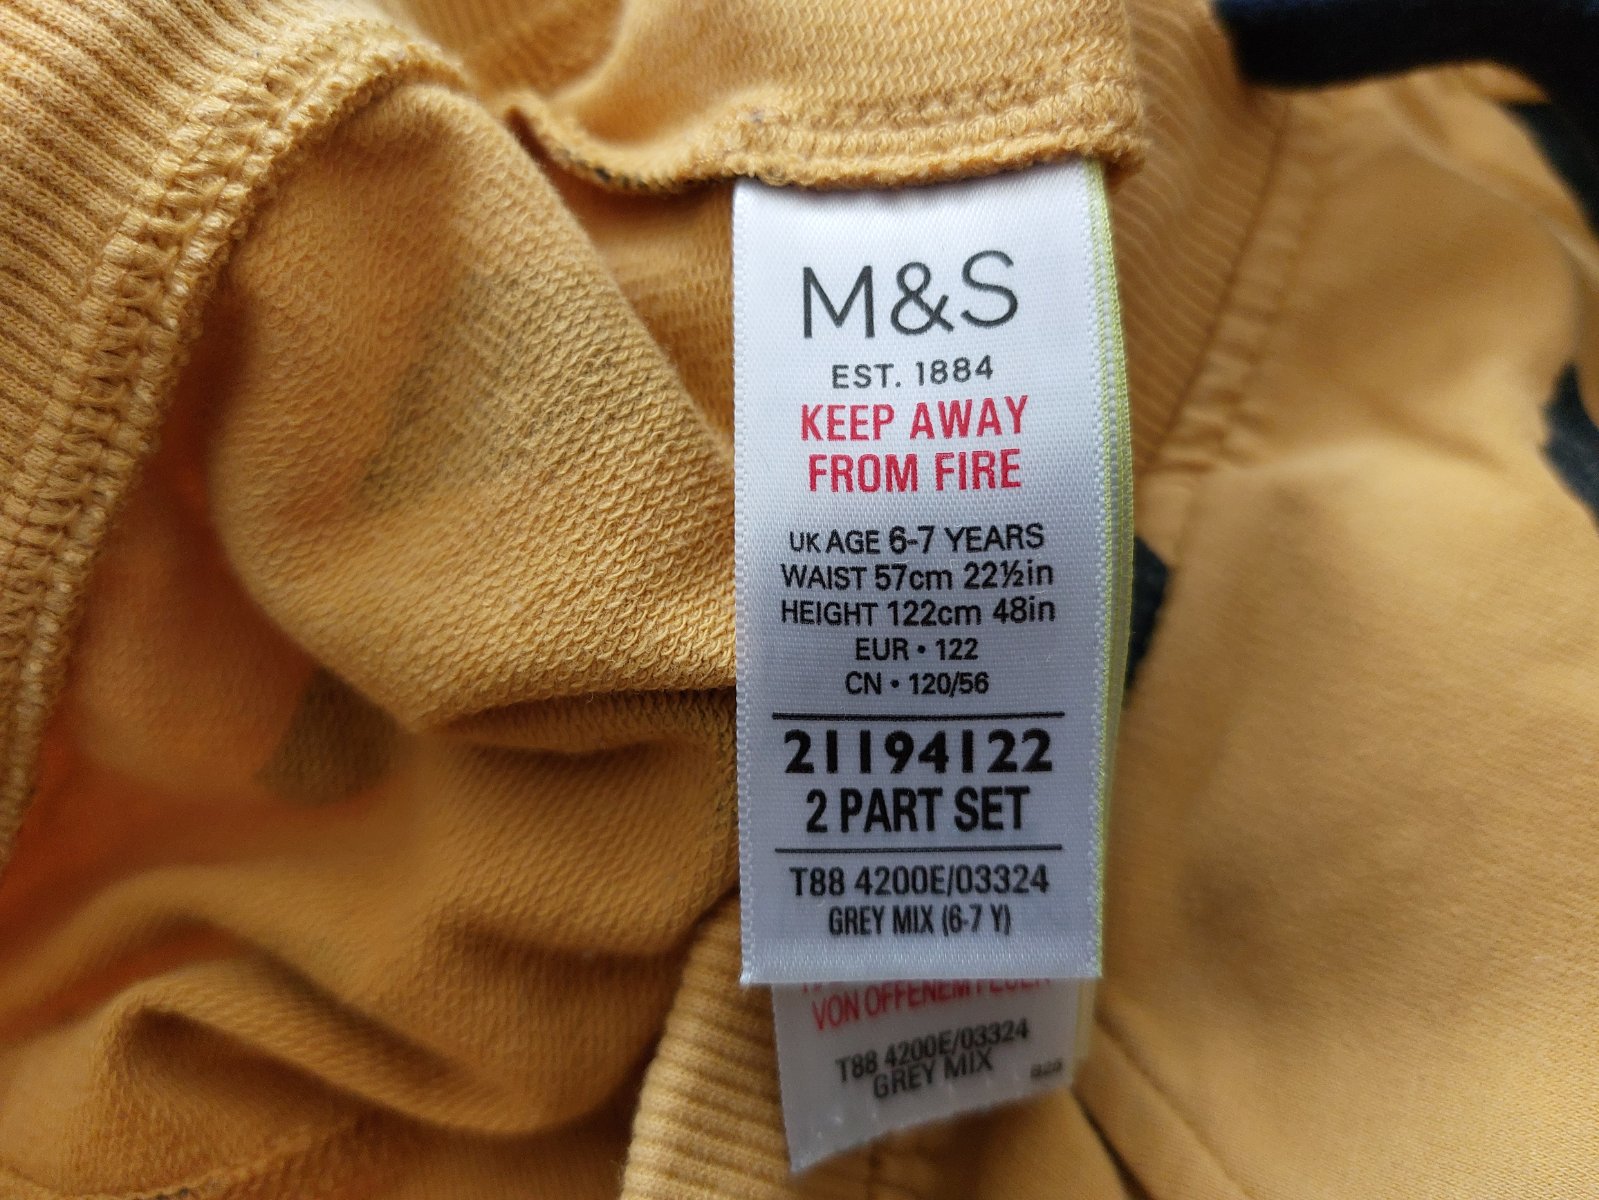 M&S
EST. 1884
KEEP AWAY
FROM FIRE
UK AGE 6-7 YEARS
WAIST 57cm 22½in
HEIGHT 122cm 48in
EUR • 122
CN • 120/56
21194122
2 PART SET
T88 4200E/03324
GREY MIX (6-7 Y)
VON OFFENEM FEUER
T88 4200E/03324
GREY MIX